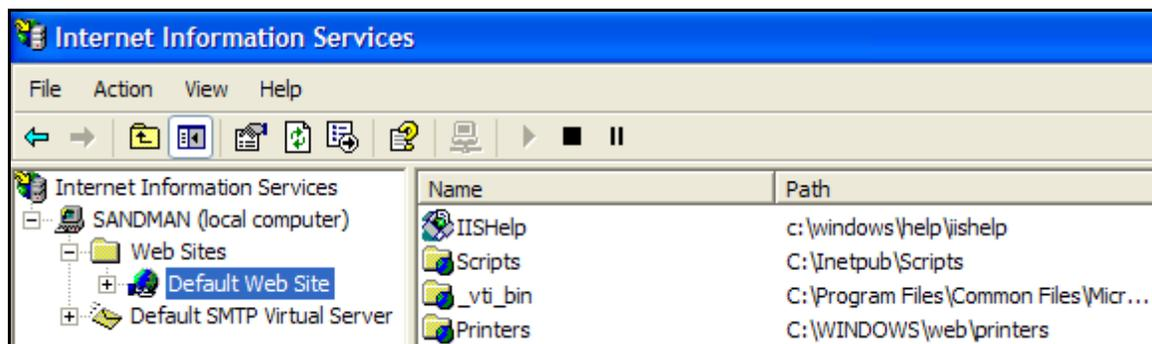 Internet Information Services
File Action View Help
Internet Information Services
SANDMAN (local computer)
Web Sites
Default Web Site
Default SMTP Virtual Server
Name Path
IISHelp c:\windows\help\iishelp
Scripts C:\Inetpub\Scripts
_vti_bin C:\Program Files\Common Files\Micr...
Printers C:\WINDOWS\web\printers